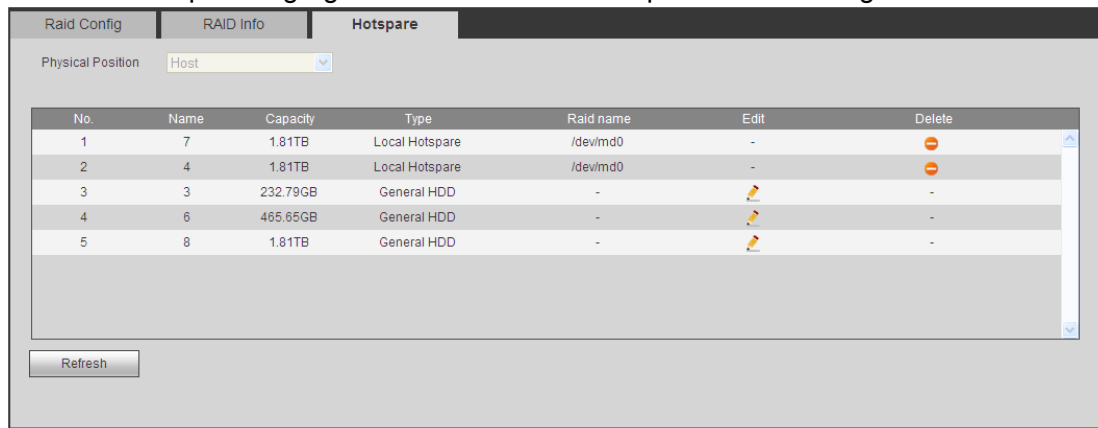 Raid Config RAID Info Hotspare
Physical Position Host
No. Name Capacity Type Raid name Edit Delete
1 7 1.81TB Local Hotspare /dev/md0 - 
2 4 1.81TB Local Hotspare /dev/md0 - 
3 3 232.79GB General HDD - -
4 6 465.65GB General HDD - -
5 8 1.81TB General HDD - -
Refresh